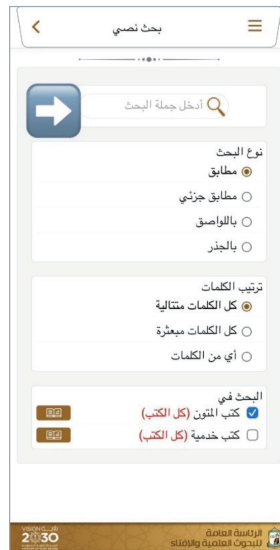 بحث نصي
أدخل جملة البحث
نوع البحث
مطابق
مطابق جزئي
باللواصق
بالجذر
ترتيب الكلمات
كل الكلمات متتالية
كل الكلمات مبعثرة
أي من الكلمات
البحث في
كتب المتون (كل الكتب)
كتب خدمية (كل الكتب)
الرئاسة العامة
للبحوث العلمية والإفتاء
VISION رؤية
2030